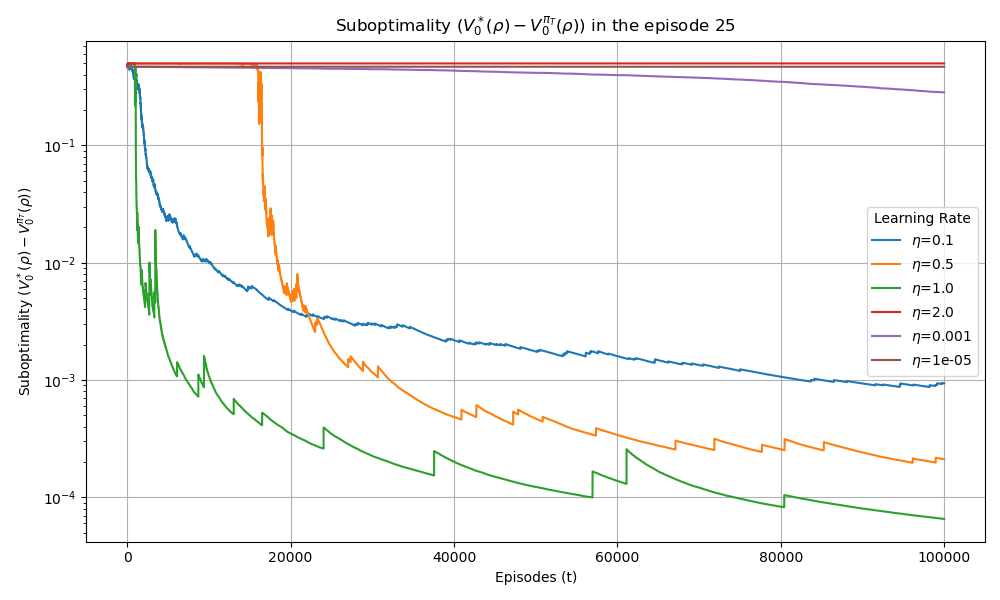 Suboptimality (V₀*(ρ) − V₀^{π_T}(ρ)) in the episode 25
Suboptimality (V₀*(ρ) − V₀^{π_T}(ρ))
10⁻¹
10⁻²
10⁻³
10⁻⁴
Learning Rate
η=0.1
η=0.5
η=1.0
η=2.0
η=0.001
η=1e-05
0 20000 40000 60000 80000 100000
Episodes (t)